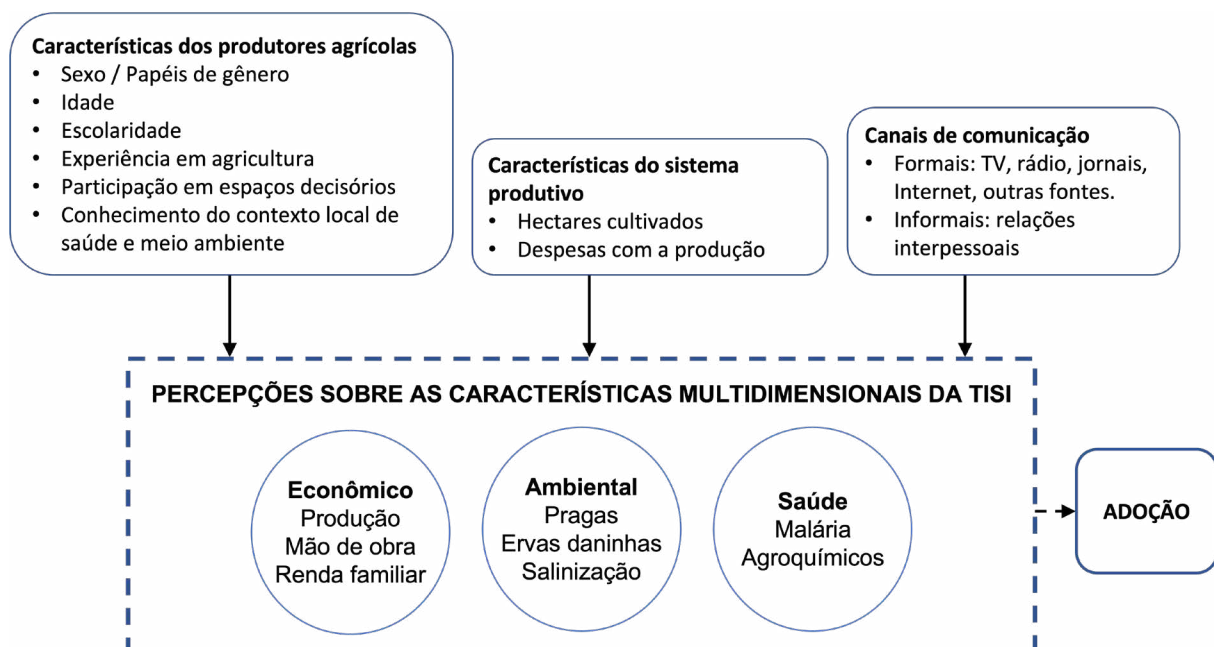 Características dos produtores agrícolas
• Sexo / Papéis de gênero
• Idade
• Escolaridade
• Experiência em agricultura
• Participação em espaços decisórios
• Conhecimento do contexto local de
saúde e meio ambiente
Características do sistema
produtivo
• Hectares cultivados
• Despesas com a produção
Canais de comunicação
• Formais: TV, rádio, jornais,
Internet, outras fontes.
• Informais: relações
interpessoais
PERCEPÇÕES SOBRE AS CARACTERÍSTICAS MULTIDIMENSIONAIS DA TISI
Econômico
Produção
Mão de obra
Renda familiar
Ambiental
Pragas
Ervas daninhas
Salinização
Saúde
Malária
Agroquímicos
ADOÇÃO